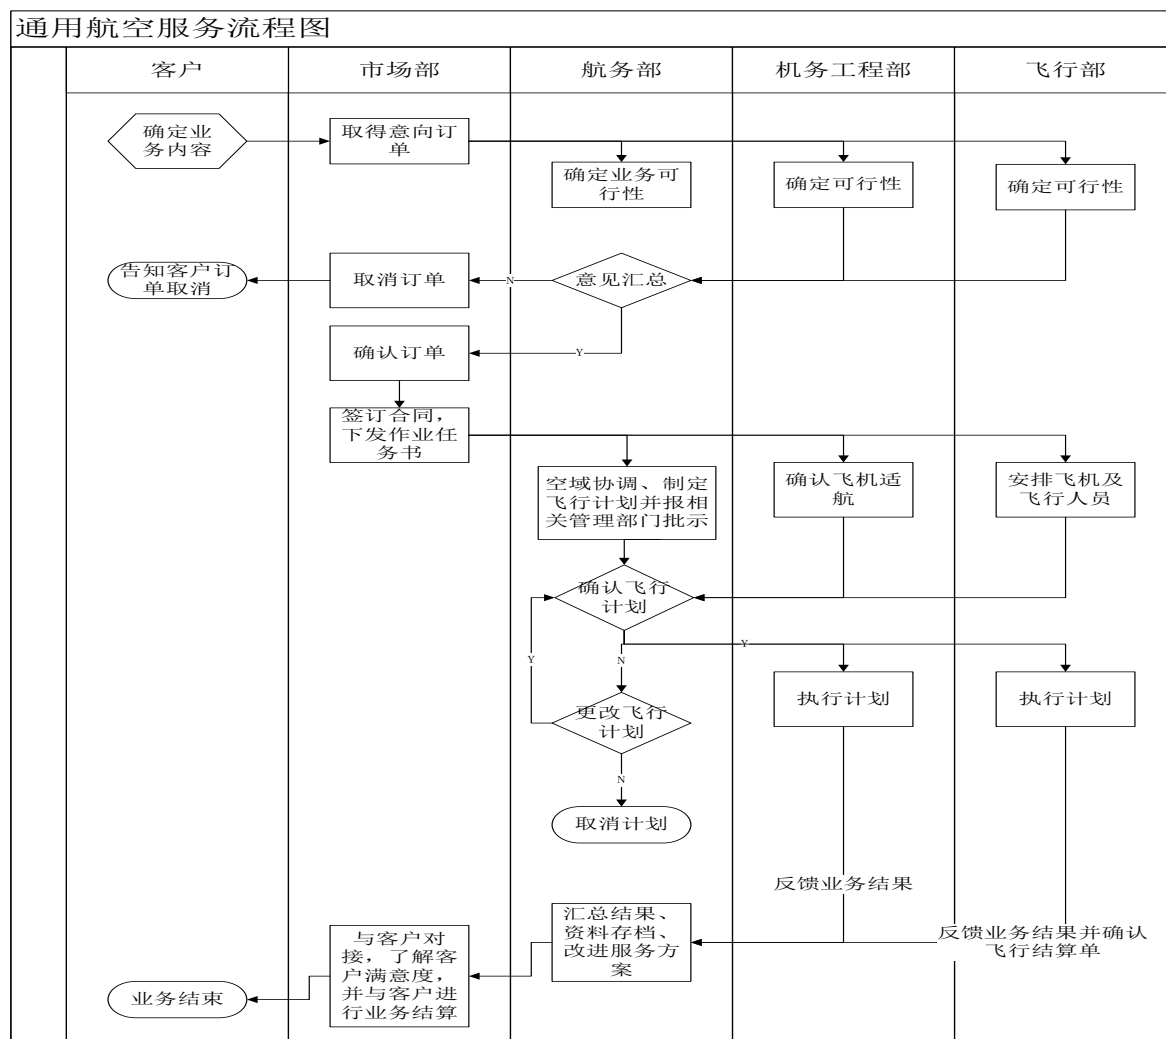 通用航空服务流程图
客户
市场部
航务部
机务工程部
飞行部
确定业
务内容
取得意向订
单
确定业务可
行性
确定可行性
确定可行性
告知客户订
单取消
取消订单
N
意见汇总
确认订单
Y
签订合同,
下发作业任
务书
空域协调、制定
飞行计划并报相
关管理部门批示
确认飞机适
航
安排飞机及
飞行人员
确认飞行
计划
Y
Y
N
更改飞行
计划
执行计划
执行计划
N
取消计划
反馈业务结果
汇总结果、
资料存档、
改进服务方
案
反馈业务结果并确认
飞行结算单
与客户对
接，了解客
户满意度，
并与客户进
行业务结算
业务结束